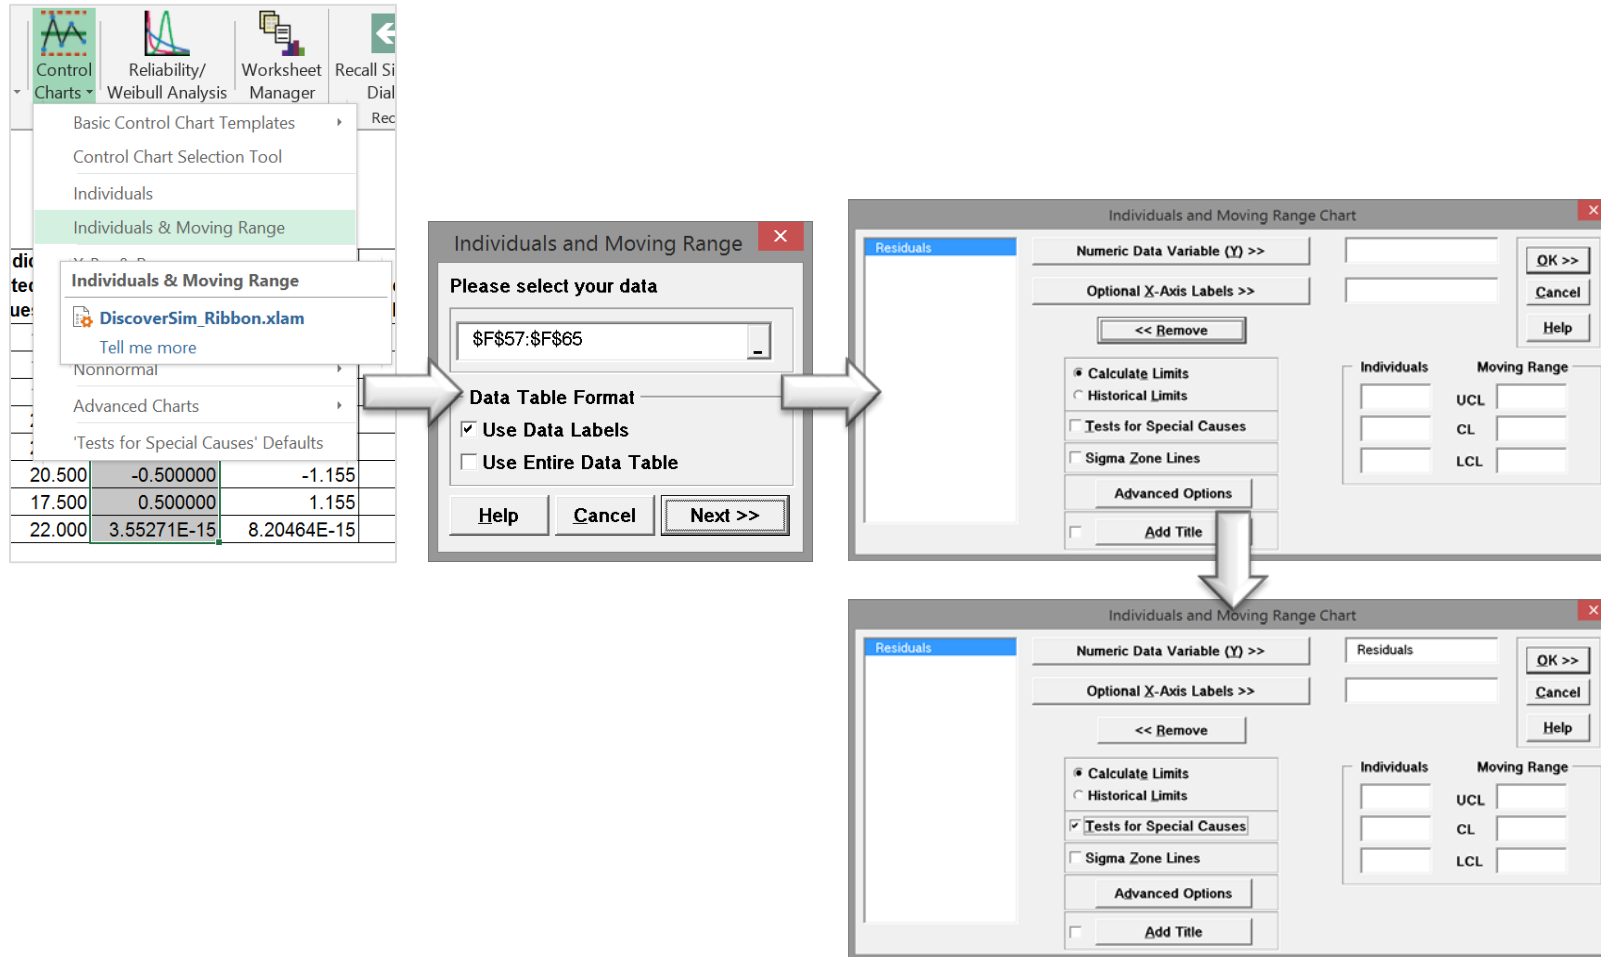 Control
Charts
Reliability/
Weibull Analysis
Worksheet
Manager
Recall Si
Dial
Rec
Basic Control Chart Templates
Control Chart Selection Tool
Individuals
Individuals & Moving Range
Individuals & Moving Range
DiscoverSim_Ribbon.xlam
Tell me more
Nonnormal
Advanced Charts
'Tests for Special Causes' Defaults
20.500 -0.500000 -1.155
17.500 0.500000 1.155
22.000 3.55271E-15 8.20464E-15
Individuals and Moving Range
Please select your data
$F$57:$F$65
Data Table Format
Use Data Labels
Use Entire Data Table
Help Cancel Next >>
Individuals and Moving Range Chart
Residuals
Numeric Data Variable (Y) >>
Optional X-Axis Labels >>
<< Remove
OK >>
Cancel
Help
Calculate Limits
Historical Limits
Tests for Special Causes
Sigma Zone Lines
Advanced Options
Add Title
Individuals Moving Range
UCL
CL
LCL
Individuals and Moving Range Chart
Residuals
Numeric Data Variable (Y) >>
Residuals
Optional X-Axis Labels >>
<< Remove
OK >>
Cancel
Help
Calculate Limits
Historical Limits
Tests for Special Causes
Sigma Zone Lines
Advanced Options
Add Title
Individuals Moving Range
UCL
CL
LCL